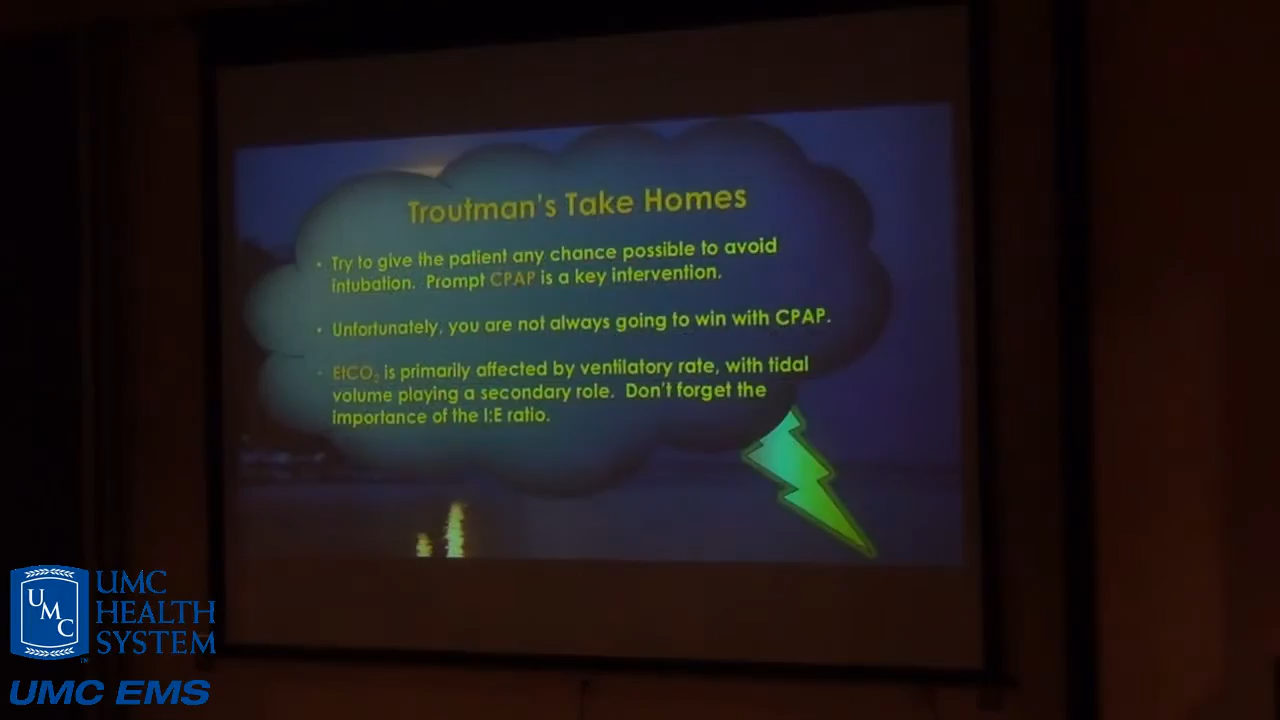 Troutman's Take Homes
• Try to give the patient any chance possible to avoid
intubation. Prompt CPAP is a key intervention.
• Unfortunately, you are not always going to win with CPAP.
• EtCO₂ is primarily affected by ventilatory rate, with tidal
volume playing a secondary role. Don't forget the
importance of the I:E ratio.
UMC
UMC
HEALTH
SYSTEM
TM
UMC EMS